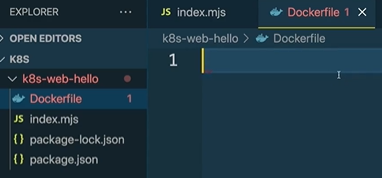 EXPLORER
OPEN EDITORS
K8S
k8s-web-hello
Dockerfile 1
JS index.mjs
{} package-lock.json
{} package.json
JS index.mjs
Dockerfile 1
k8s-web-hello > Dockerfile
1